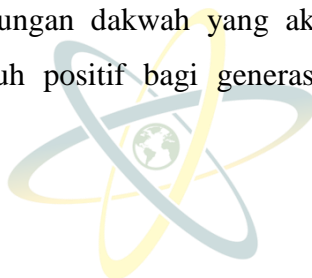 ungan dakwah yang ak
uh positif bagi generas